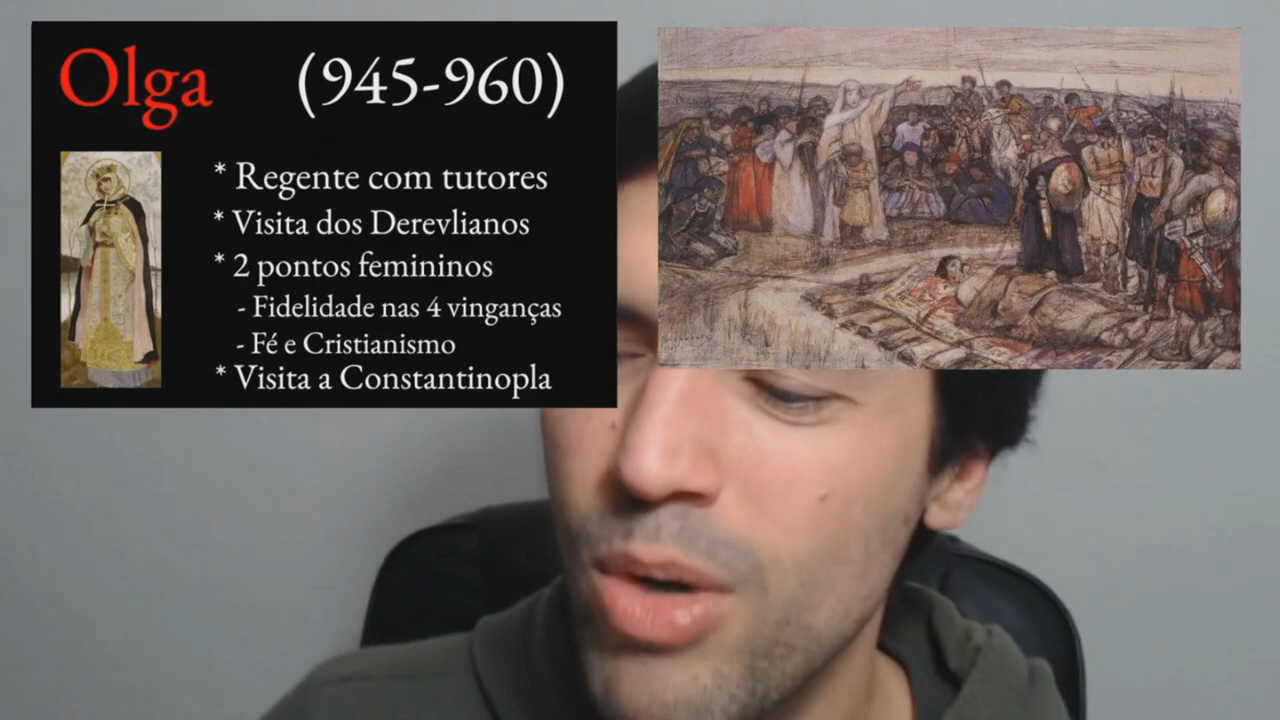 Olga (945-960)
* Regente com tutores
* Visita dos Derevlianos
* 2 pontos femininos
- Fidelidade nas 4 vinganças
- Fé e Cristianismo
* Visita a Constantinopla